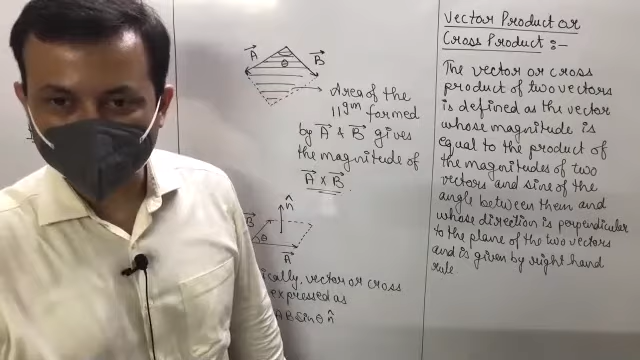 A⃗
B⃗
θ
Area of the
||gm formed
by A⃗ & B⃗ gives
the magnitude of
A⃗ x B⃗
B⃗
n̂
θ
A⃗
ically, vector or cross
expressed as
AB sin θ n̂
Vector Product or
Cross Product :-
The vector or cross
product of two vectors
is defined as the vector
whose magnitude is
equal to the product of
the magnitudes of two
vectors and sine of the
angle between them and
whose direction is perpendicular
to the plane of the two vectors
and is given by right hand
rule